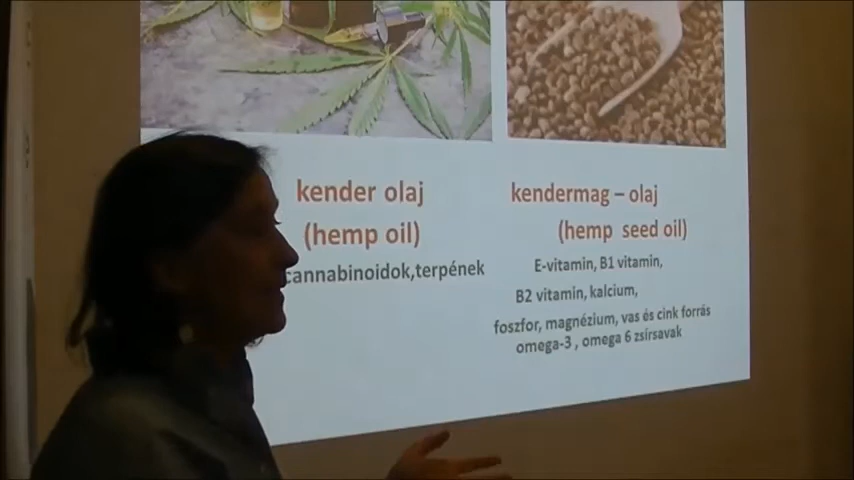 kender olaj
(hemp oil)
cannabinoidok,terpének
kendermag – olaj
(hemp seed oil)
E-vitamin, B1 vitamin,
B2 vitamin, kalcium,
foszfor, magnézium, vas és cink forrás
omega-3 , omega 6 zsírsavak